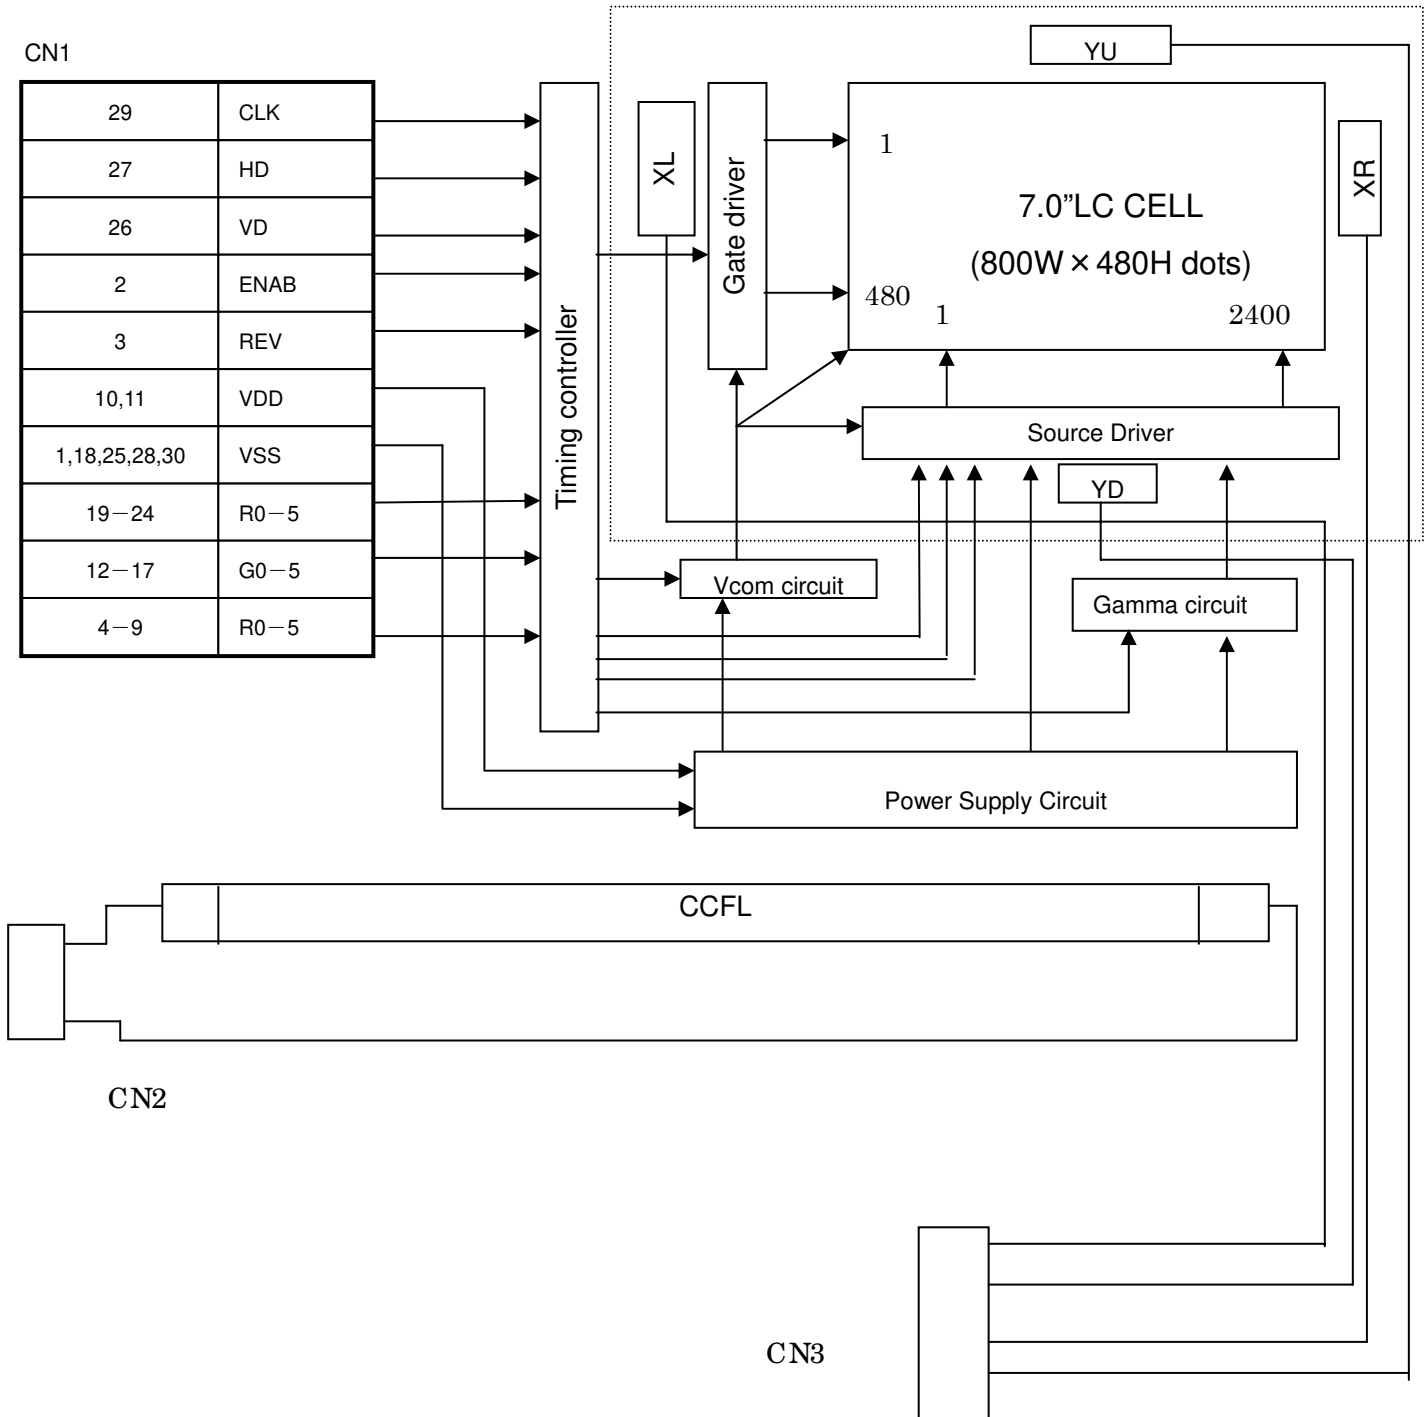 CN1
29 CLK
27 HD
26 VD
2 ENAB
3 REV
10,11 VDD
1,18,25,28,30 VSS
19－24 R0－5
12－17 G0－5
4－9 R0－5
Timing controller
XL
Gate driver
YU
XR
1
7.0”LC CELL
(800W×480H dots)
480
1
2400
Source Driver
YD
Vcom circuit
Gamma circuit
Power Supply Circuit
CCFL
CN2
CN3